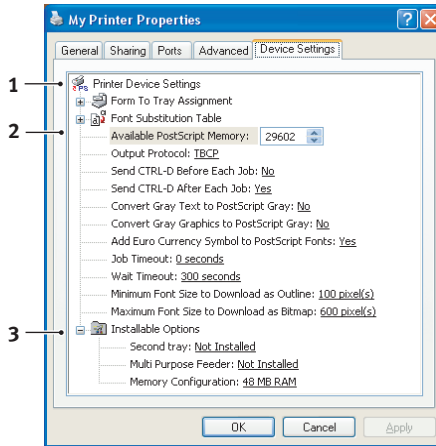 My Printer Properties
General Sharing Ports Advanced Device Settings
1 Printer Device Settings
Form To Tray Assignment
2 Font Substitution Table
Available PostScript Memory: 29602
Output Protocol: TBCP
Send CTRL-D Before Each Job: No
Send CTRL-D After Each Job: Yes
Convert Gray Text to PostScript Gray: No
Convert Gray Graphics to PostScript Gray: No
Add Euro Currency Symbol to PostScript Fonts: Yes
Job Timeout: 0 seconds
Wait Timeout: 300 seconds
Minimum Font Size to Download as Outline: 100 pixel(s)
Maximum Font Size to Download as Bitmap: 600 pixel(s)
3 Installable Options
Second tray: Not Installed
Multi Purpose Feeder: Not Installed
Memory Configuration: 48 MB RAM
OK Cancel Apply